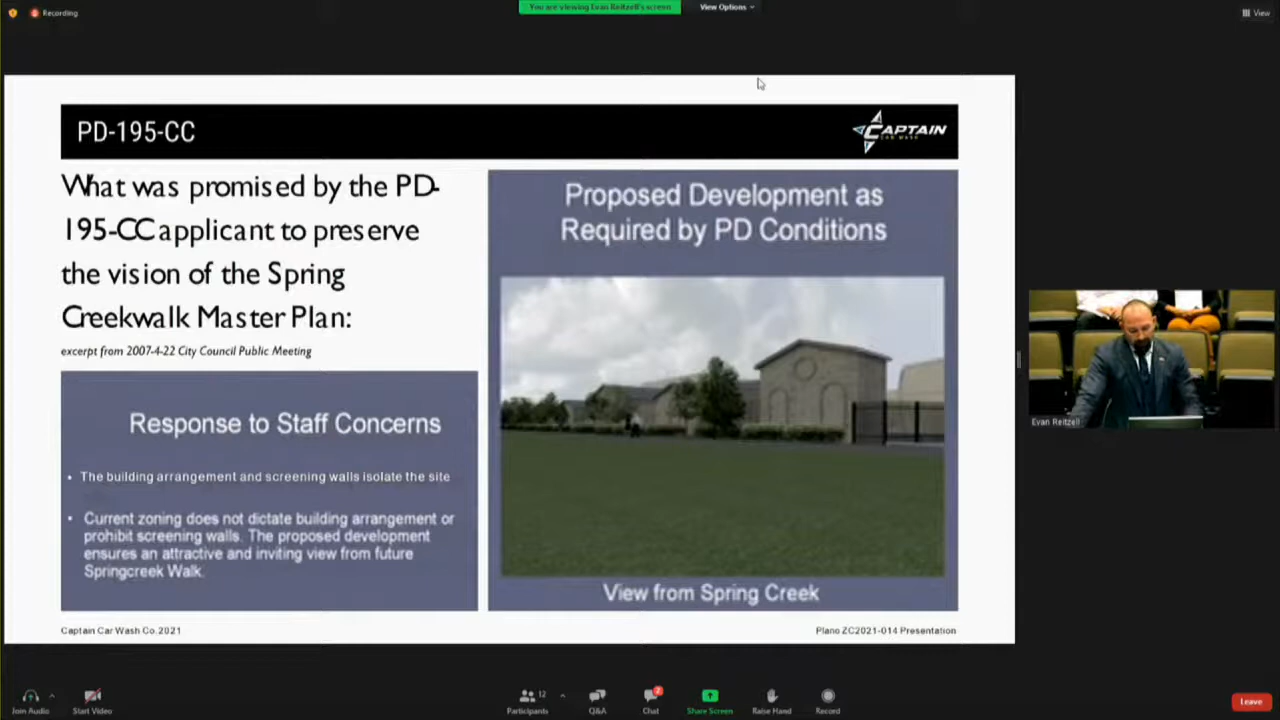 Recording
You are viewing Evan Reitzell's screen
View Options
View
PD-195-CC
CAPTAIN
CAR WASH
What was promised by the PD-
195-CC applicant to preserve
the vision of the Spring
Creekwalk Master Plan:
excerpt from 2007-4-22 City Council Public Meeting
Response to Staff Concerns
• The building arrangement and screening walls isolate the site
• Current zoning does not dictate building arrangement or
prohibit screening walls. The proposed development
ensures an attractive and inviting view from future
Springcreek Walk.
Proposed Development as
Required by PD Conditions
View from Spring Creek
Captain Car Wash Co. 2021
Plano ZC2021-014 Presentation
Evan Reitzell
Join Audio
Start Video
12
Participants
Q&A
2
Chat
Share Screen
Raise Hand
Record
Leave